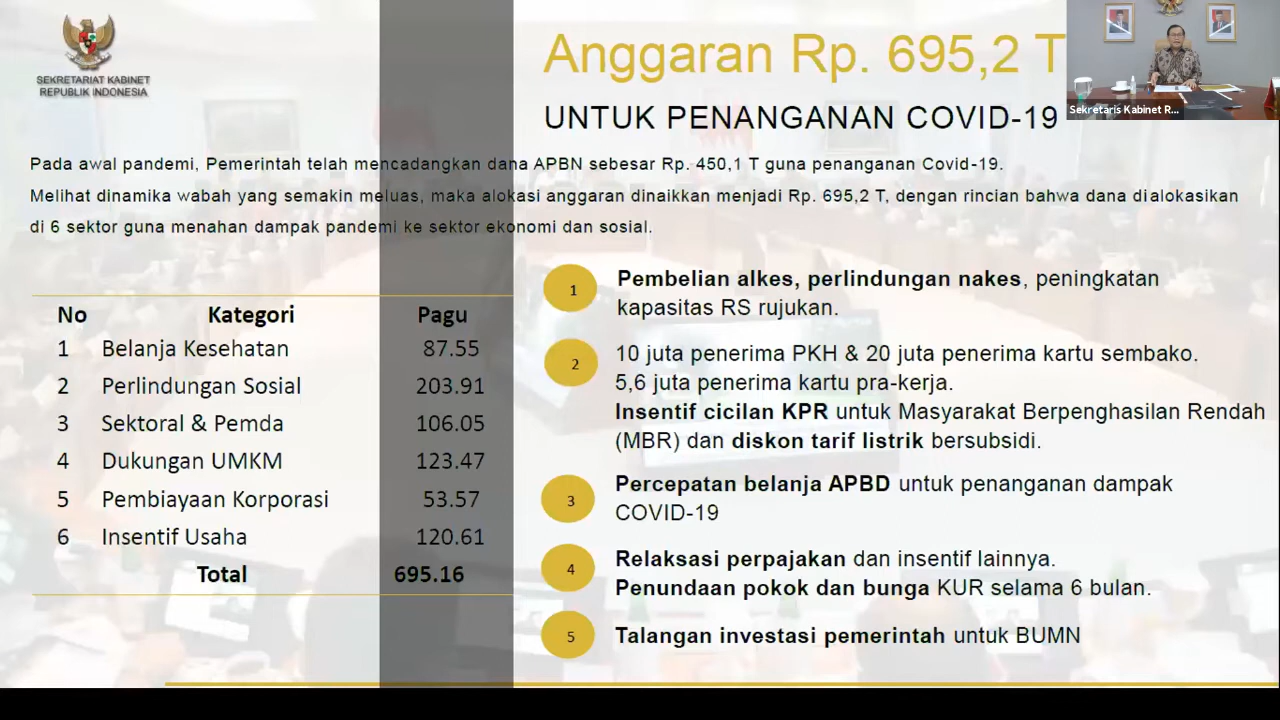 SEKRETARIAT KABINET
REPUBLIK INDONESIA
Anggaran Rp. 695,2 T
UNTUK PENANGANAN COVID-19
Sekretaris Kabinet R...
Pada awal pandemi, Pemerintah telah mencadangkan dana APBN sebesar Rp. 450,1 T guna penanganan Covid-19.
Melihat dinamika wabah yang semakin meluas, maka alokasi anggaran dinaikkan menjadi Rp. 695,2 T, dengan rincian bahwa dana dialokasikan
di 6 sektor guna menahan dampak pandemi ke sektor ekonomi dan sosial.
No Kategori Pagu
1 Belanja Kesehatan 87.55
2 Perlindungan Sosial 203.91
3 Sektoral & Pemda 106.05
4 Dukungan UMKM 123.47
5 Pembiayaan Korporasi 53.57
6 Insentif Usaha 120.61
Total 695.16
1 Pembelian alkes, perlindungan nakes, peningkatan
kapasitas RS rujukan.
2 10 juta penerima PKH & 20 juta penerima kartu sembako.
5,6 juta penerima kartu pra-kerja.
Insentif cicilan KPR untuk Masyarakat Berpenghasilan Rendah
(MBR) dan diskon tarif listrik bersubsidi.
3 Percepatan belanja APBD untuk penanganan dampak
COVID-19
4 Relaksasi perpajakan dan insentif lainnya.
Penundaan pokok dan bunga KUR selama 6 bulan.
5 Talangan investasi pemerintah untuk BUMN